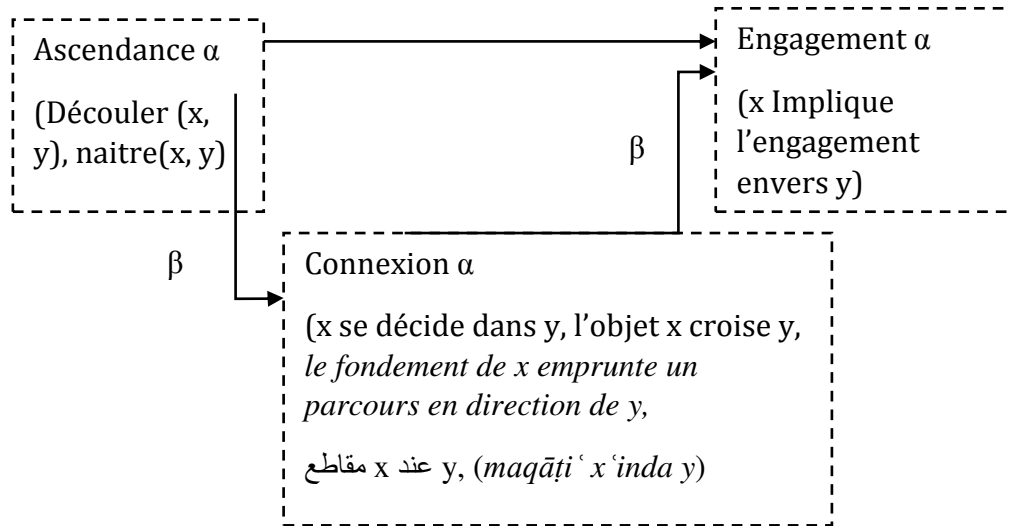 Ascendance α
(Découler (x,
y), naitre(x, y)
Engagement α
(x Implique
l’engagement
envers y)
β
β
Connexion α
(x se décide dans y, l’objet x croise y,
le fondement de x emprunte un
parcours en direction de y,
مقاطع x عند y, (maqāṭiʿ x ʿinda y)